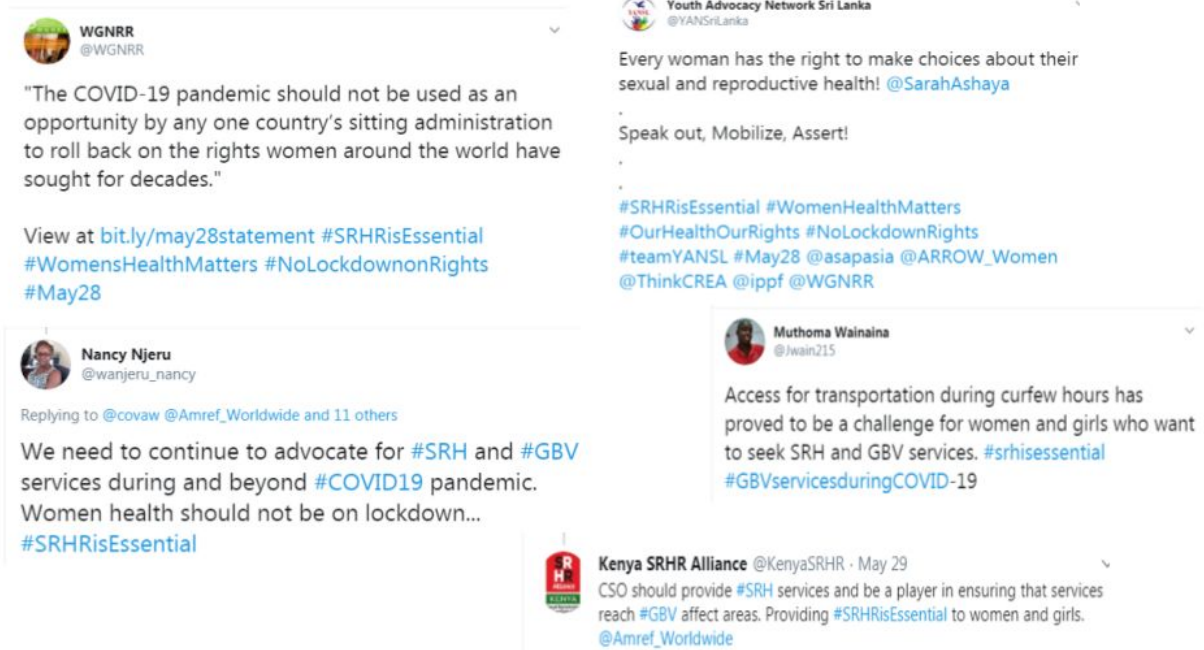 WGNRR
@WGNRR
"The COVID-19 pandemic should not be used as an
opportunity by any one country's sitting administration
to roll back on the rights women around the world have
sought for decades."
View at bit.ly/may28statement #SRHRisEssential
#WomensHealthMatters #NoLockdownonRights
#May28
Youth Advocacy Network Sri Lanka
@YANSriLanka
Every woman has the right to make choices about their
sexual and reproductive health! @SarahAshaya
.
Speak out, Mobilize, Assert!
.
.
#SRHRisEssential #WomenHealthMatters
#OurHealthOurRights #NoLockdownRights
#teamYANSL #May28 @asapasia @ARROW_Women
@ThinkCREA @ippf @WGNRR
Nancy Njeru
@wanjeru_nancy
Replying to @covaw @Amref_Worldwide and 11 others
We need to continue to advocate for #SRH and #GBV
services during and beyond #COVID19 pandemic.
Women health should not be on lockdown...
#SRHRisEssential
Muthoma Wainaina
@Jwain215
Access for transportation during curfew hours has
proved to be a challenge for women and girls who want
to seek SRH and GBV services. #srhisessential
#GBVservicesduringCOVID-19
SR
HR
Alliance
KENYA
Kenya SRHR Alliance @KenyaSRHR · May 29
CSO should provide #SRH services and be a player in ensuring that services
reach #GBV affect areas. Providing #SRHRisEssential to women and girls.
@Amref_Worldwide